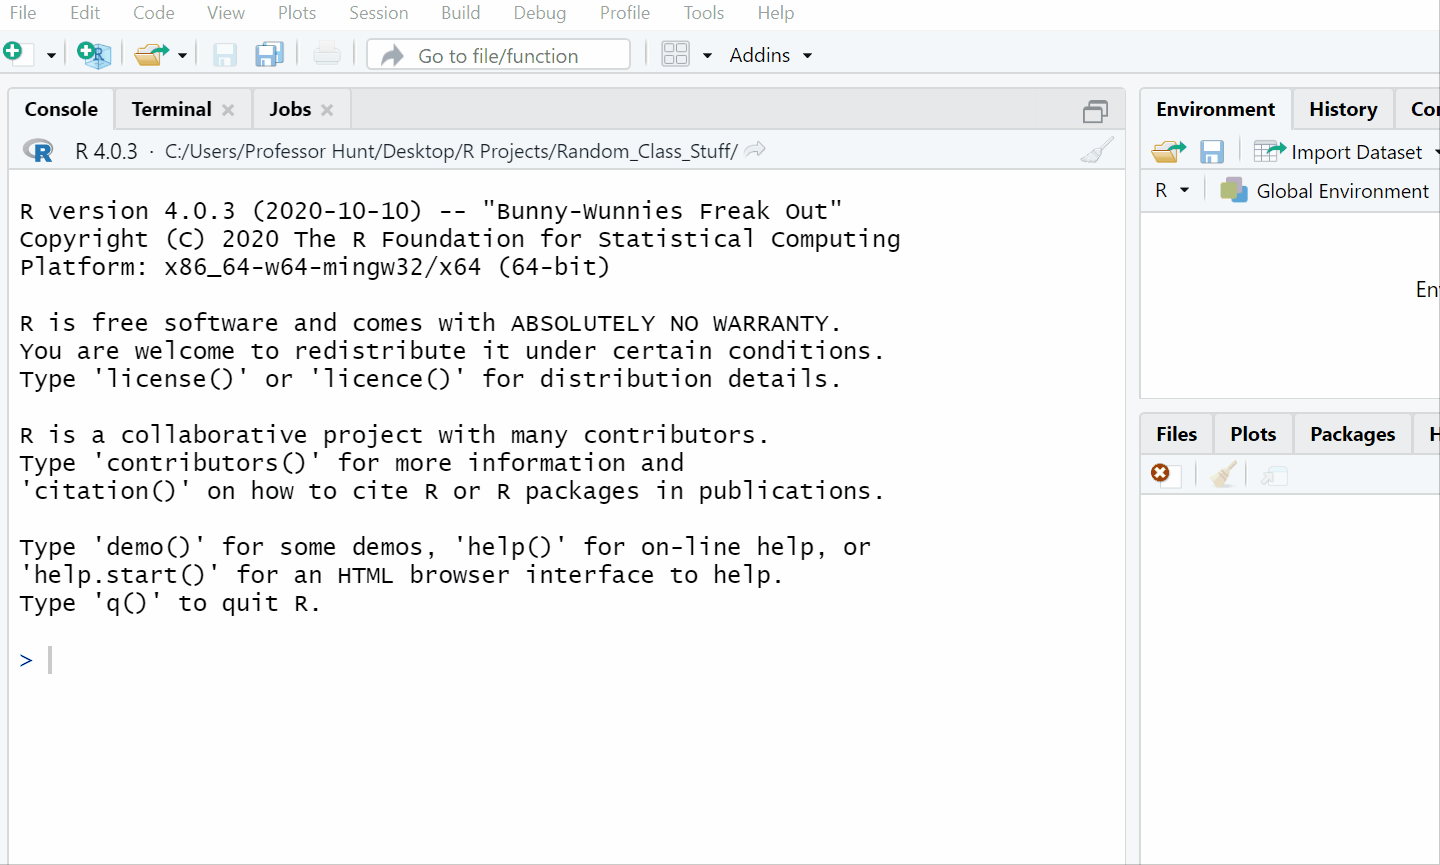 File Edit Code View Plots Session Build Debug Profile Tools Help
Go to file/function Addins
Console Terminal Jobs
R 4.0.3 · C:/Users/Professor Hunt/Desktop/R Projects/Random_Class_Stuff/
R version 4.0.3 (2020-10-10) -- "Bunny-Wunnies Freak Out"
Copyright (C) 2020 The R Foundation for Statistical Computing
Platform: x86_64-w64-mingw32/x64 (64-bit)
R is free software and comes with ABSOLUTELY NO WARRANTY.
You are welcome to redistribute it under certain conditions.
Type 'license()' or 'licence()' for distribution details.
R is a collaborative project with many contributors.
Type 'contributors()' for more information and
'citation()' on how to cite R or R packages in publications.
Type 'demo()' for some demos, 'help()' for on-line help, or
'help.start()' for an HTML browser interface to help.
Type 'q()' to quit R.
>
Environment History
Import Dataset
R Global Environment
Files Plots Packages